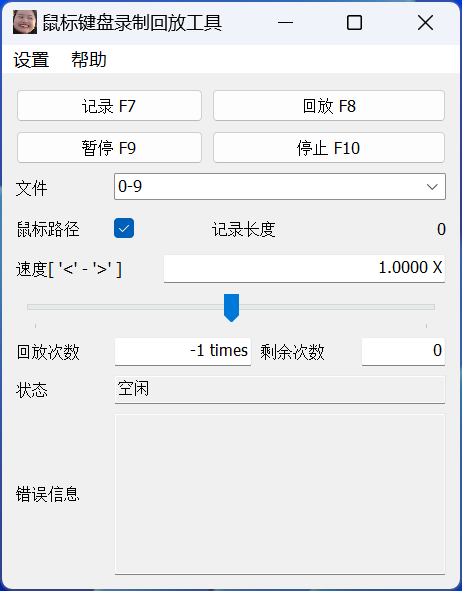 鼠标键盘录制回放工具
设置 帮助
记录 F7 回放 F8
暂停 F9 停止 F10
文件 0-9
鼠标路径 记录长度 0
速度[ '<' - '>' ] 1.0000 X
回放次数 -1 times 剩余次数 0
状态 空闲
错误信息